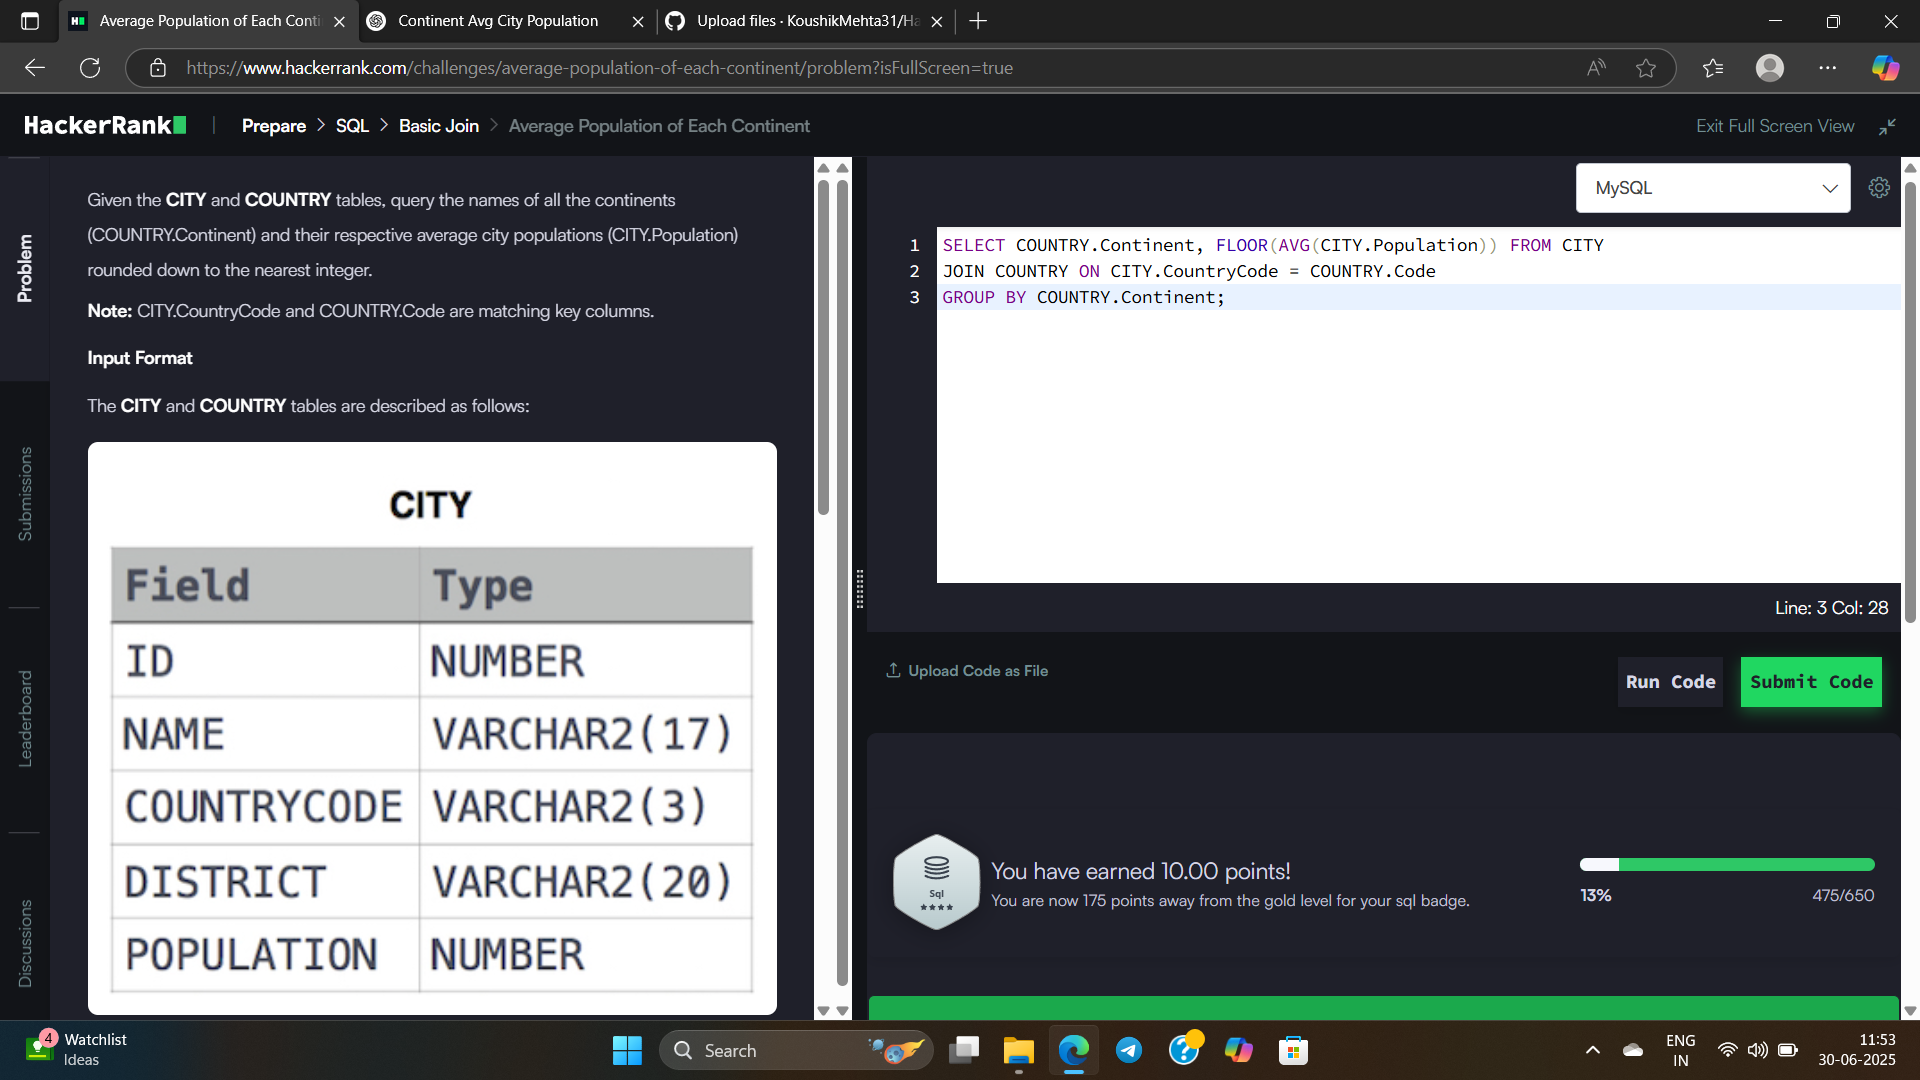 Average Population of Each Conti
Continent Avg City Population
Upload files · KoushikMehta31/Ha
https://www.hackerrank.com/challenges/average-population-of-each-continent/problem?isFullScreen=true
HackerRank
Prepare > SQL > Basic Join > Average Population of Each Continent
Exit Full Screen View
Problem
Submissions
Leaderboard
Discussions
Given the CITY and COUNTRY tables, query the names of all the continents
(COUNTRY.Continent) and their respective average city populations (CITY.Population)
rounded down to the nearest integer.
Note: CITY.CountryCode and COUNTRY.Code are matching key columns.
Input Format
The CITY and COUNTRY tables are described as follows:
CITY
Field Type
ID NUMBER
NAME VARCHAR2(17)
COUNTRYCODE VARCHAR2(3)
DISTRICT VARCHAR2(20)
POPULATION NUMBER
MySQL
1 SELECT COUNTRY.Continent, FLOOR(AVG(CITY.Population)) FROM CITY
2 JOIN COUNTRY ON CITY.CountryCode = COUNTRY.Code
3 GROUP BY COUNTRY.Continent;
Line: 3 Col: 28
Upload Code as File
Run Code
Submit Code
Sql
You have earned 10.00 points!
You are now 175 points away from the gold level for your sql badge.
13%
475/650
4
Watchlist
Ideas
Search
ENG
IN
11:53
30-06-2025